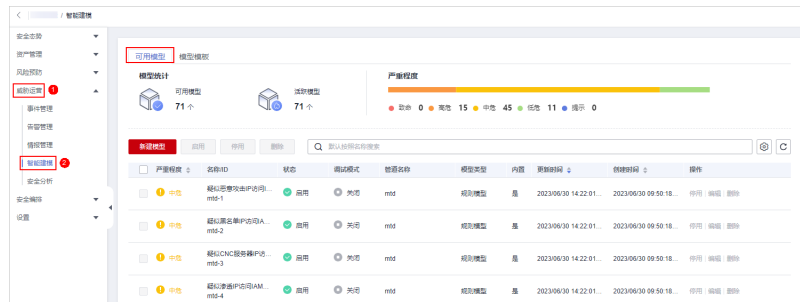 / 智能建模
安全态势
资产管理
风险预防
威胁运营 1
事件管理
告警管理
情报管理
智能建模 2
安全分析
安全编排
设置
可用模型 模型模板
模型统计
可用模型
71 个
活跃模型
71 个
严重程度
致命 0 高危 15 中危 45 低危 11 提示 0
新建模型 启用 停用 删除 默认按照名称搜索
严重程度 名称/ID 状态 调试模式 管道名称 模型类型 内置 更新时间 创建时间 操作
中危 疑似恶意攻击IP访问I... 启用 关闭 mtd 规则模型 是 2023/06/30 14:22:01... 2023/06/30 09:50:18... 停用 编辑 删除
mtd-1
中危 疑似黑名单IP访问IA... 启用 关闭 mtd 规则模型 是 2023/06/30 14:22:01... 2023/06/30 09:50:18... 停用 编辑 删除
mtd-2
中危 疑似CNC服务器IP访... 启用 关闭 mtd 规则模型 是 2023/06/30 14:22:01... 2023/06/30 09:50:18... 停用 编辑 删除
mtd-3
中危 疑似渗透IP访问IAM... 启用 关闭 mtd 规则模型 是 2023/06/30 14:22:01... 2023/06/30 09:50:18... 停用 编辑 删除
mtd-4